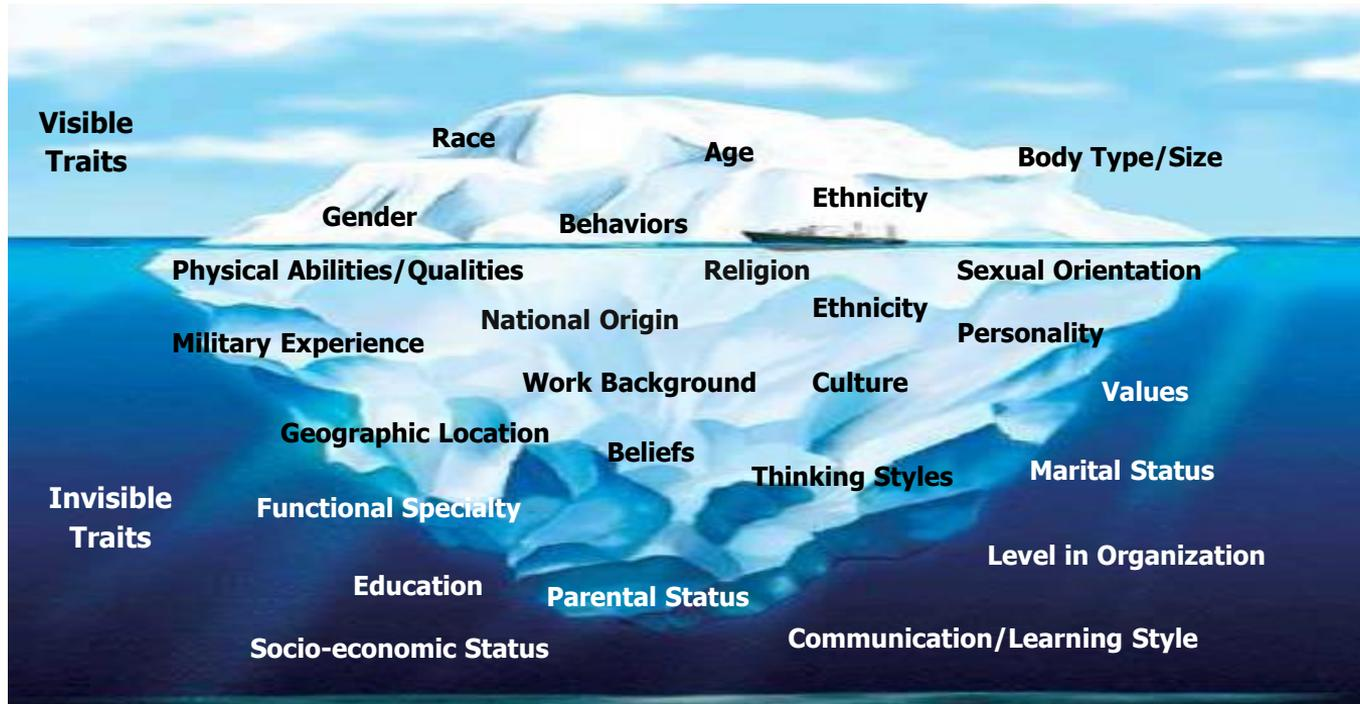 Visible
Traits
Race
Age
Body Type/Size
Ethnicity
Gender
Behaviors
Physical Abilities/Qualities
Religion
Sexual Orientation
National Origin
Ethnicity
Military Experience
Personality
Work Background
Culture
Values
Geographic Location
Beliefs
Thinking Styles
Marital Status
Invisible
Traits
Functional Specialty
Level in Organization
Education
Parental Status
Socio-economic Status
Communication/Learning Style